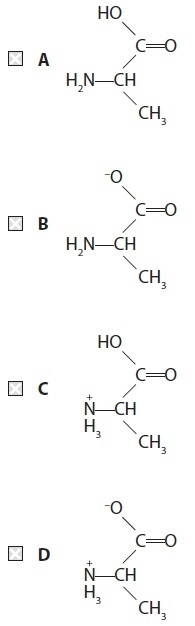 HO
C=O
A H₂N—CH
CH₃
⁻O
C=O
B H₂N—CH
CH₃
HO
C=O
C N⁺—CH
H₃
CH₃
⁻O
C=O
D N⁺—CH
H₃
CH₃